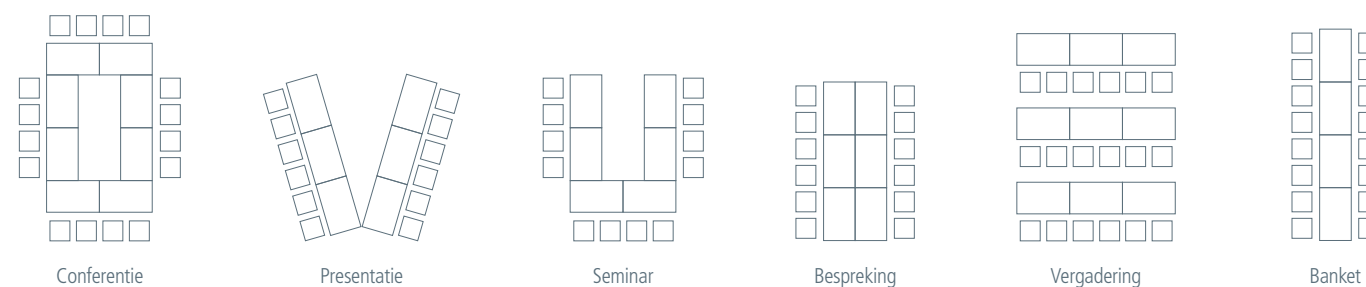 Conferentie
Presentatie
Seminar
Bespreking
Vergadering
Banket